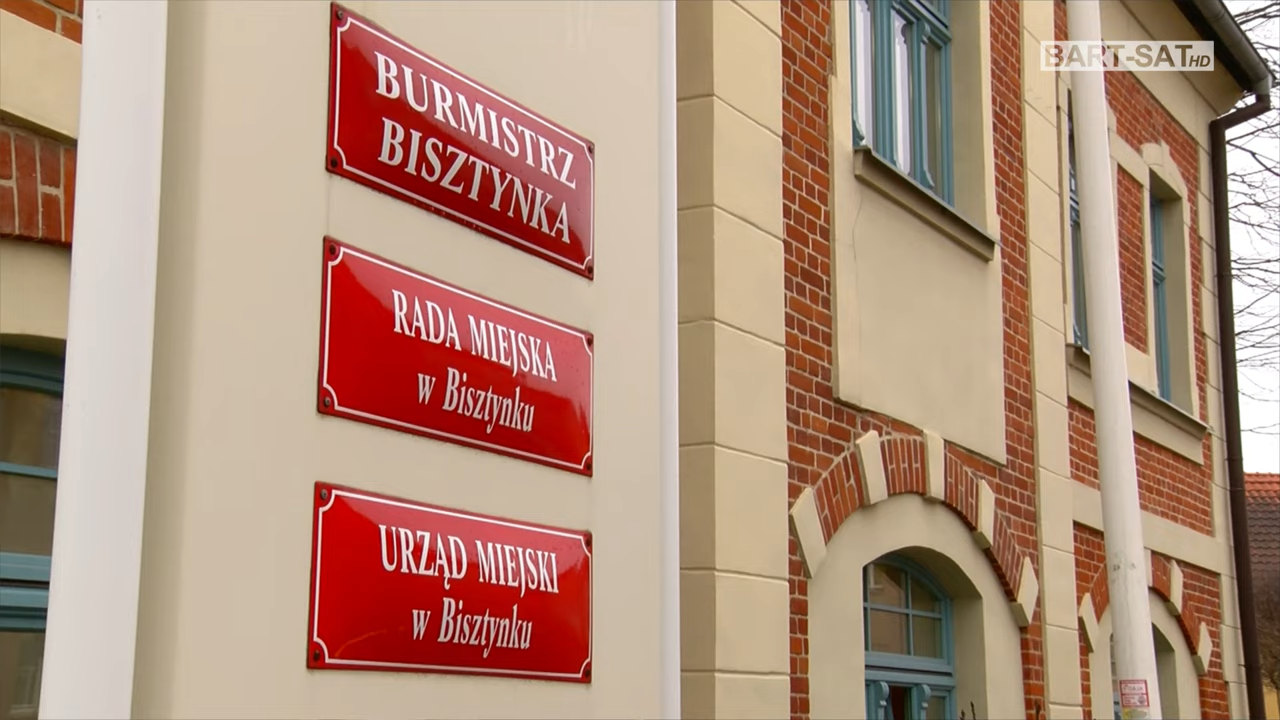 BART-SAT HD
BURMISTRZ
BISZTYNKA
RADA MIEJSKA
w Bisztynku
URZĄD MIEJSKI
w Bisztynku